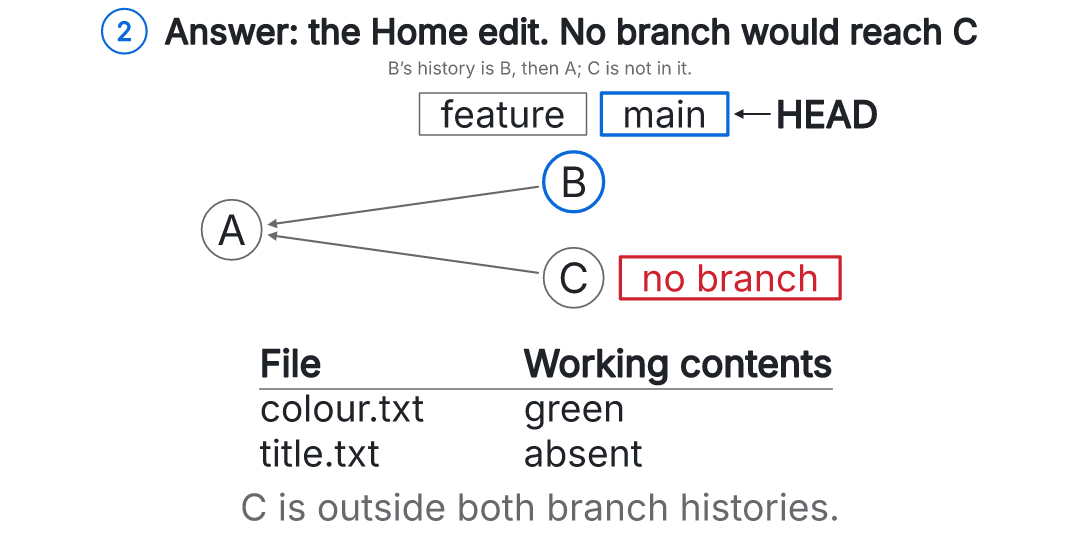 2 Answer: the Home edit. No branch would reach C
B’s history is B, then A; C is not in it.
feature main HEAD
B
A
C no branch
File Working contents
colour.txt green
title.txt absent
C is outside both branch histories.